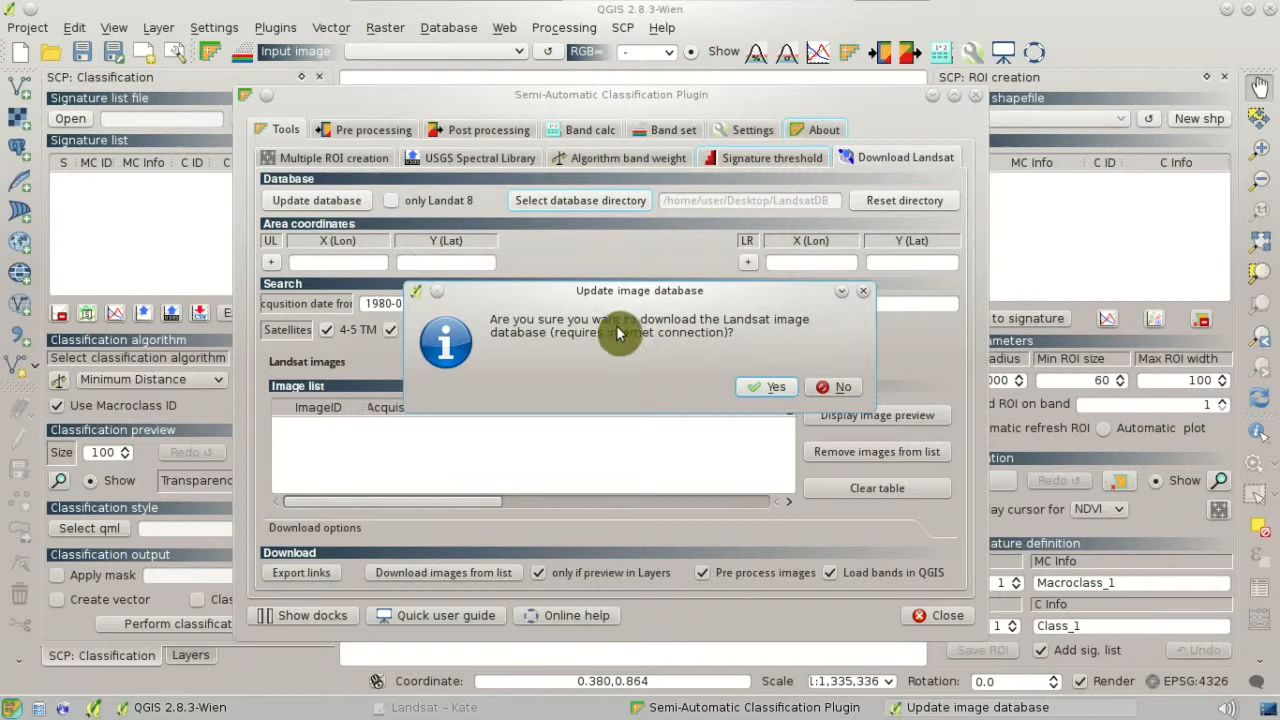 QGIS 2.8.3-Wien
Project Edit View Layer Settings Plugins Vector Raster Database Web Processing SCP Help
Input image RGB= - Show
SCP: Classification
Semi-Automatic Classification Plugin
SCP: ROI creation
Signature list file
shapefile
Open
New shp
Tools Pre processing Post processing Band calc Band set Settings About
Signature list
S MC ID MC Info C ID C
Multiple ROI creation USGS Spectral Library Algorithm band weight Signature threshold Download Landsat
MC Info C ID C Info
Database
Update database only Landat 8 Select database directory /home/user/Desktop/LandsatDB Reset directory
Area coordinates
UL X (Lon) Y (Lat) LR X (Lon) Y (Lat)
+ +
Search
cqusition date from 1980-0
Satellites 4-5 TM
Update image database
Are you sure you want to download the Landsat image
database (requires internet connection)?
Yes No
Landsat images
Image list
ImageID Acquis
Display image preview
Remove images from list
Clear table
Download options
Download
Export links Download images from list only if preview in Layers Pre process images Load bands in QGIS
Show docks Quick user guide Online help Close
Classification algorithm
Select classification algorithm
Minimum Distance
Use Macroclass ID
Classification preview
Size 100 Redo
Show Transparenc
Classification style
Select qml
Classification output
Apply mask
Create vector Clas
Perform classificat
SCP: Classification Layers
to signature
rameters
adius Min ROI size Max ROI width
000 60 100
d ROI on band 1
matic refresh ROI Automatic plot
Redo Show
ay cursor for NDVI
ature definition
MC Info
1 Macroclass_1
C Info
1 Class_1
Save ROI Add sig. list Undo
Coordinate: 0.380,0.864 Scale 1:1,335,336 Rotation: 0.0 Render EPSG:4326
QGIS 2.8.3-Wien Landsat – Kate Semi-Automatic Classification Plugin Update image database